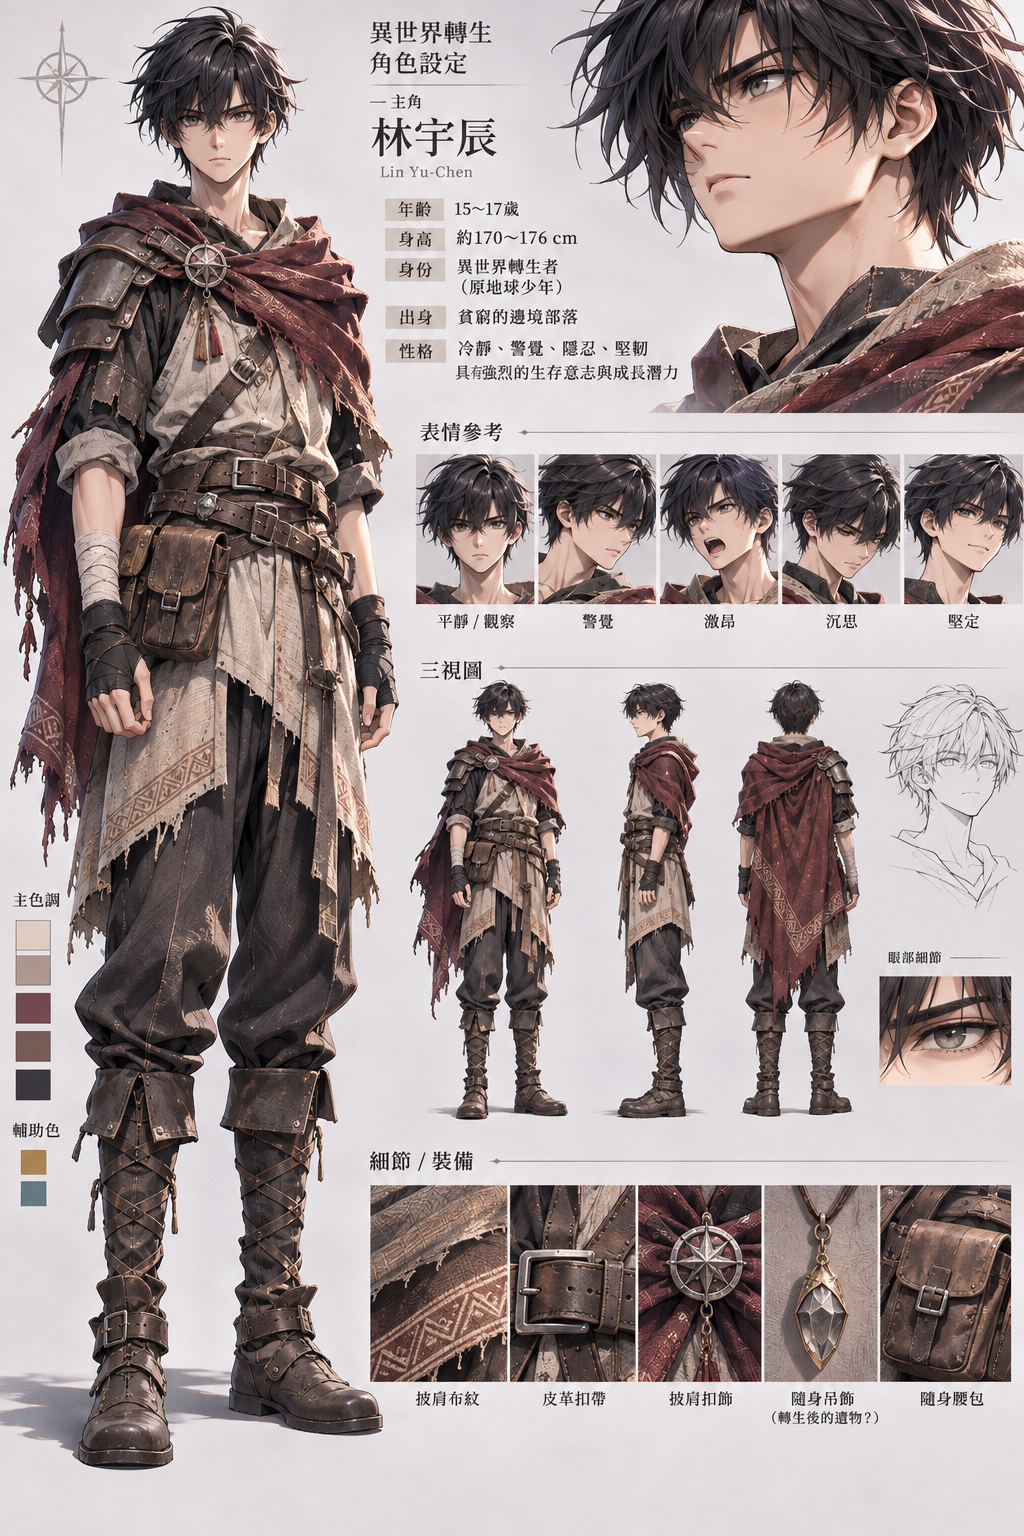 異世界轉生
角色設定
一 主角
林宇辰
Lin Yu-Chen
年齡 15～17歲
身高 約170～176 cm
身份 異世界轉生者
（原地球少年）
出身 貧窮的邊境部落
性格 冷靜、警覺、隱忍、堅韌
具有強烈的生存意志與成長潛力
表情參考
平靜 / 觀察
警覺
激昂
沉思
堅定
三視圖
眼部細節
主色調
輔助色
細節 / 裝備
披肩布紋
皮革扣帶
披肩扣飾
隨身吊飾
（轉生後的遺物？）
隨身腰包